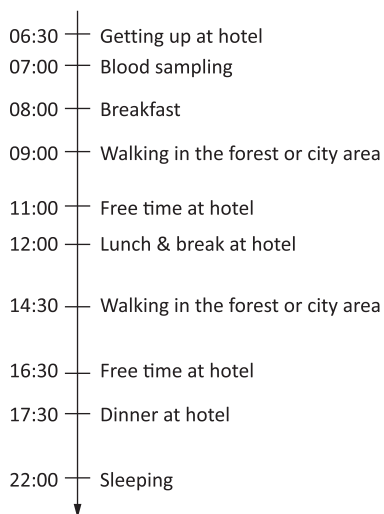 06:30 Getting up at hotel
07:00 Blood sampling
08:00 Breakfast
09:00 Walking in the forest or city area
11:00 Free time at hotel
12:00 Lunch & break at hotel
14:30 Walking in the forest or city area
16:30 Free time at hotel
17:30 Dinner at hotel
22:00 Sleeping